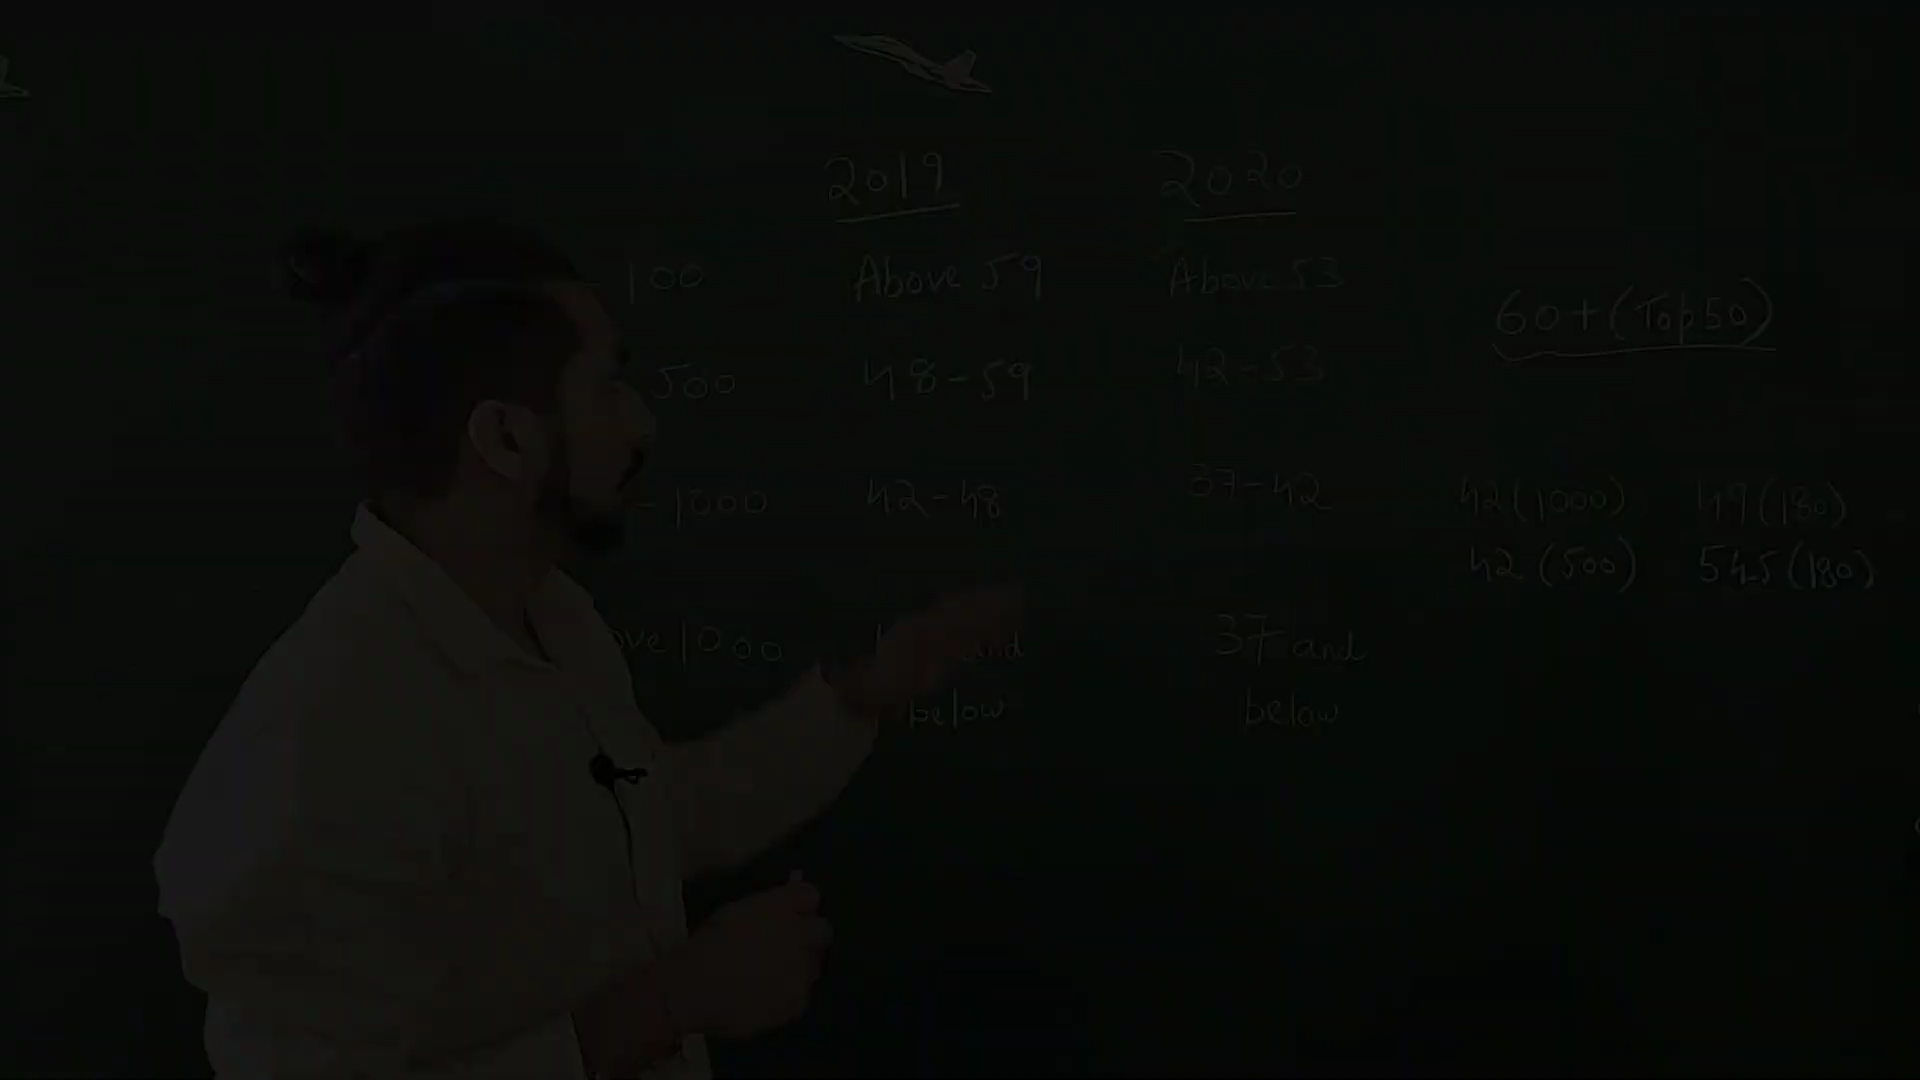 2019 2020
- 100 Above 59 Above 53
60+ (Top 50)
500 48-59 42-53
- 1000 42-48 37-42 42 (1000) 47 (180)
42 (500) 54.5 (180)
ove 1000 and 37 and
below below